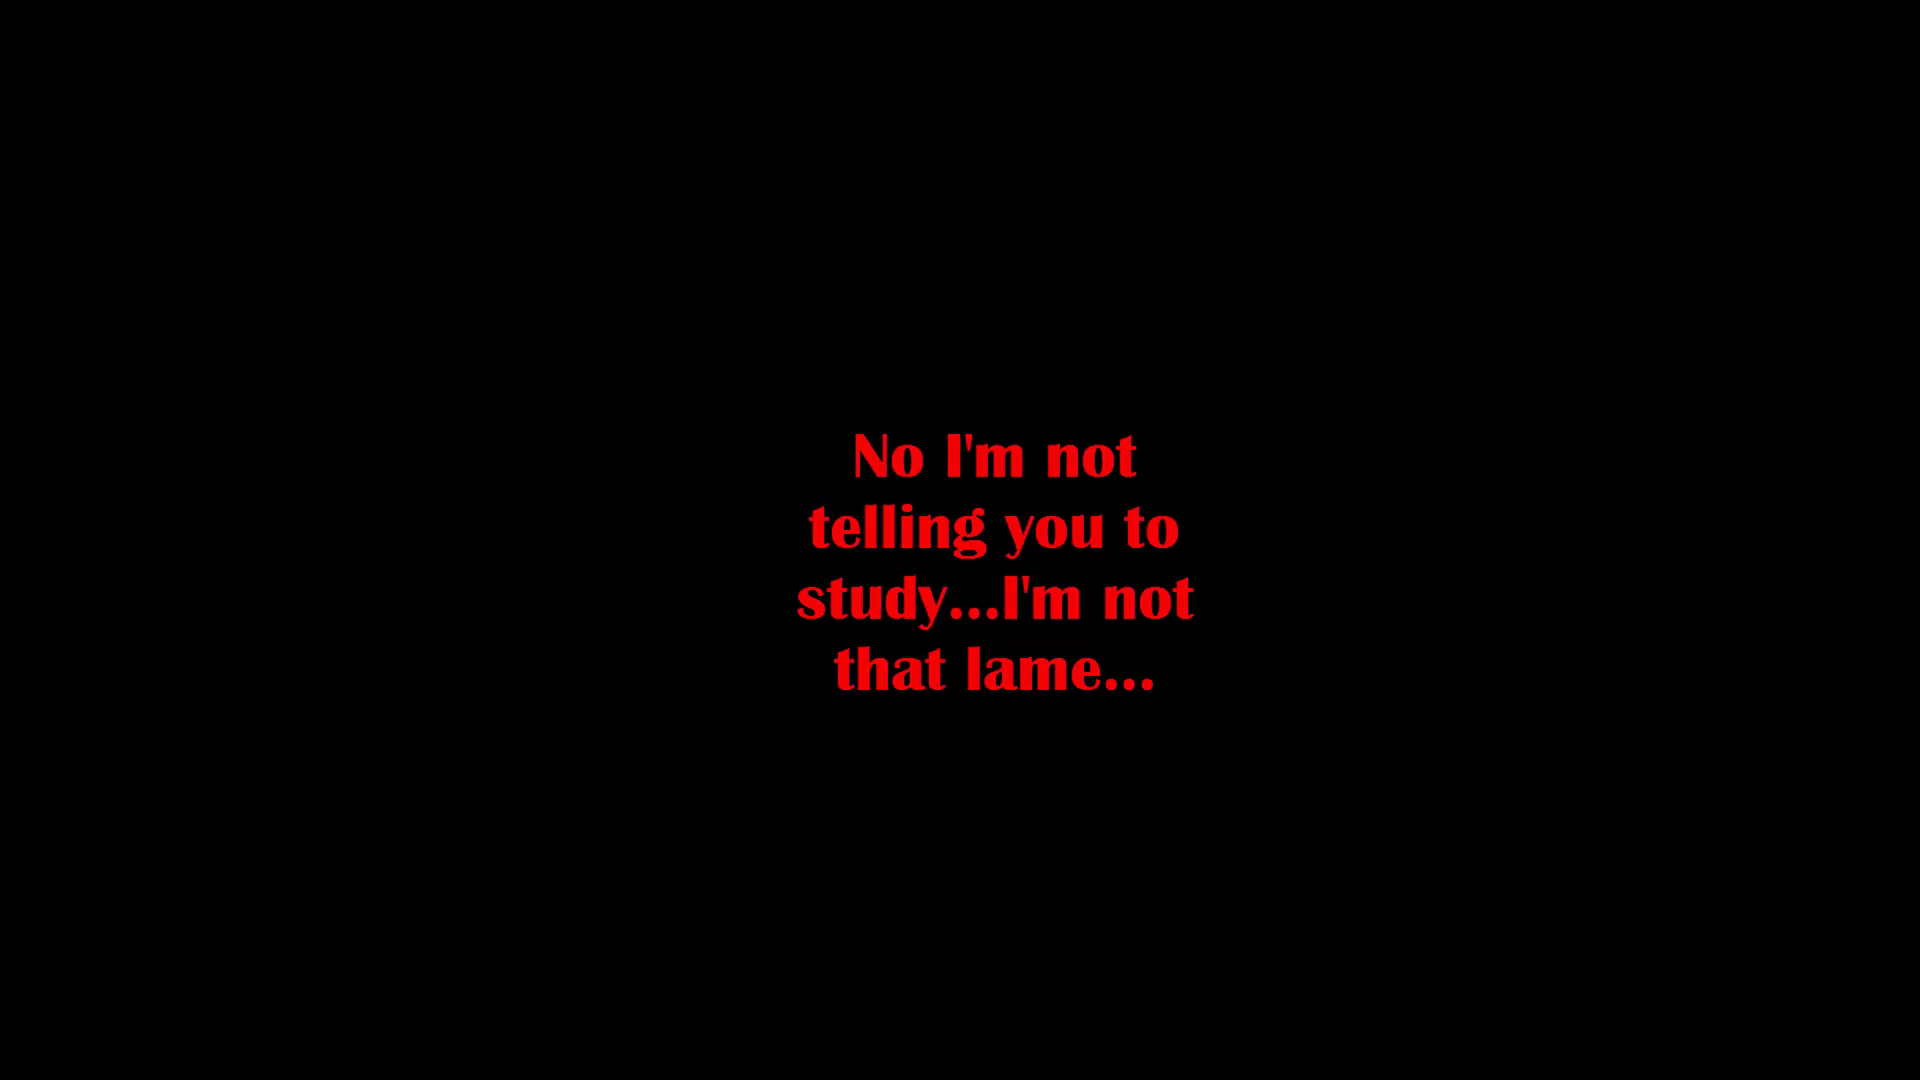 No I'm not
telling you to
study...I'm not
that lame...